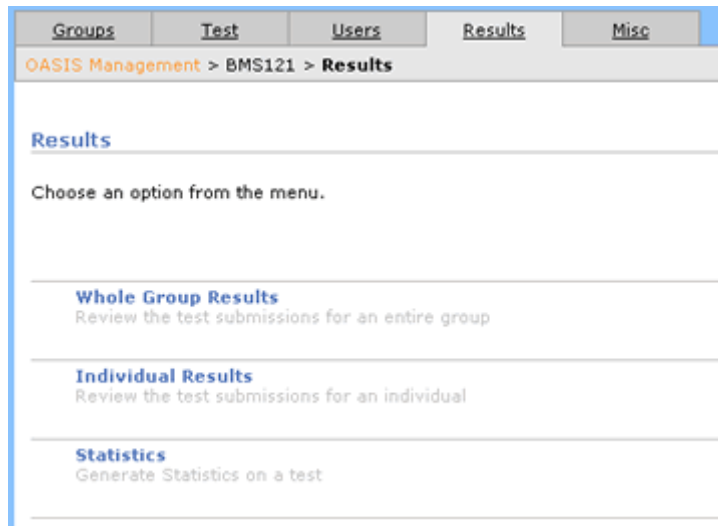 Groups Test Users Results Misc
OASIS Management > BMS121 > Results
Results
Choose an option from the menu.
Whole Group Results
Review the test submissions for an entire group
Individual Results
Review the test submissions for an individual
Statistics
Generate Statistics on a test